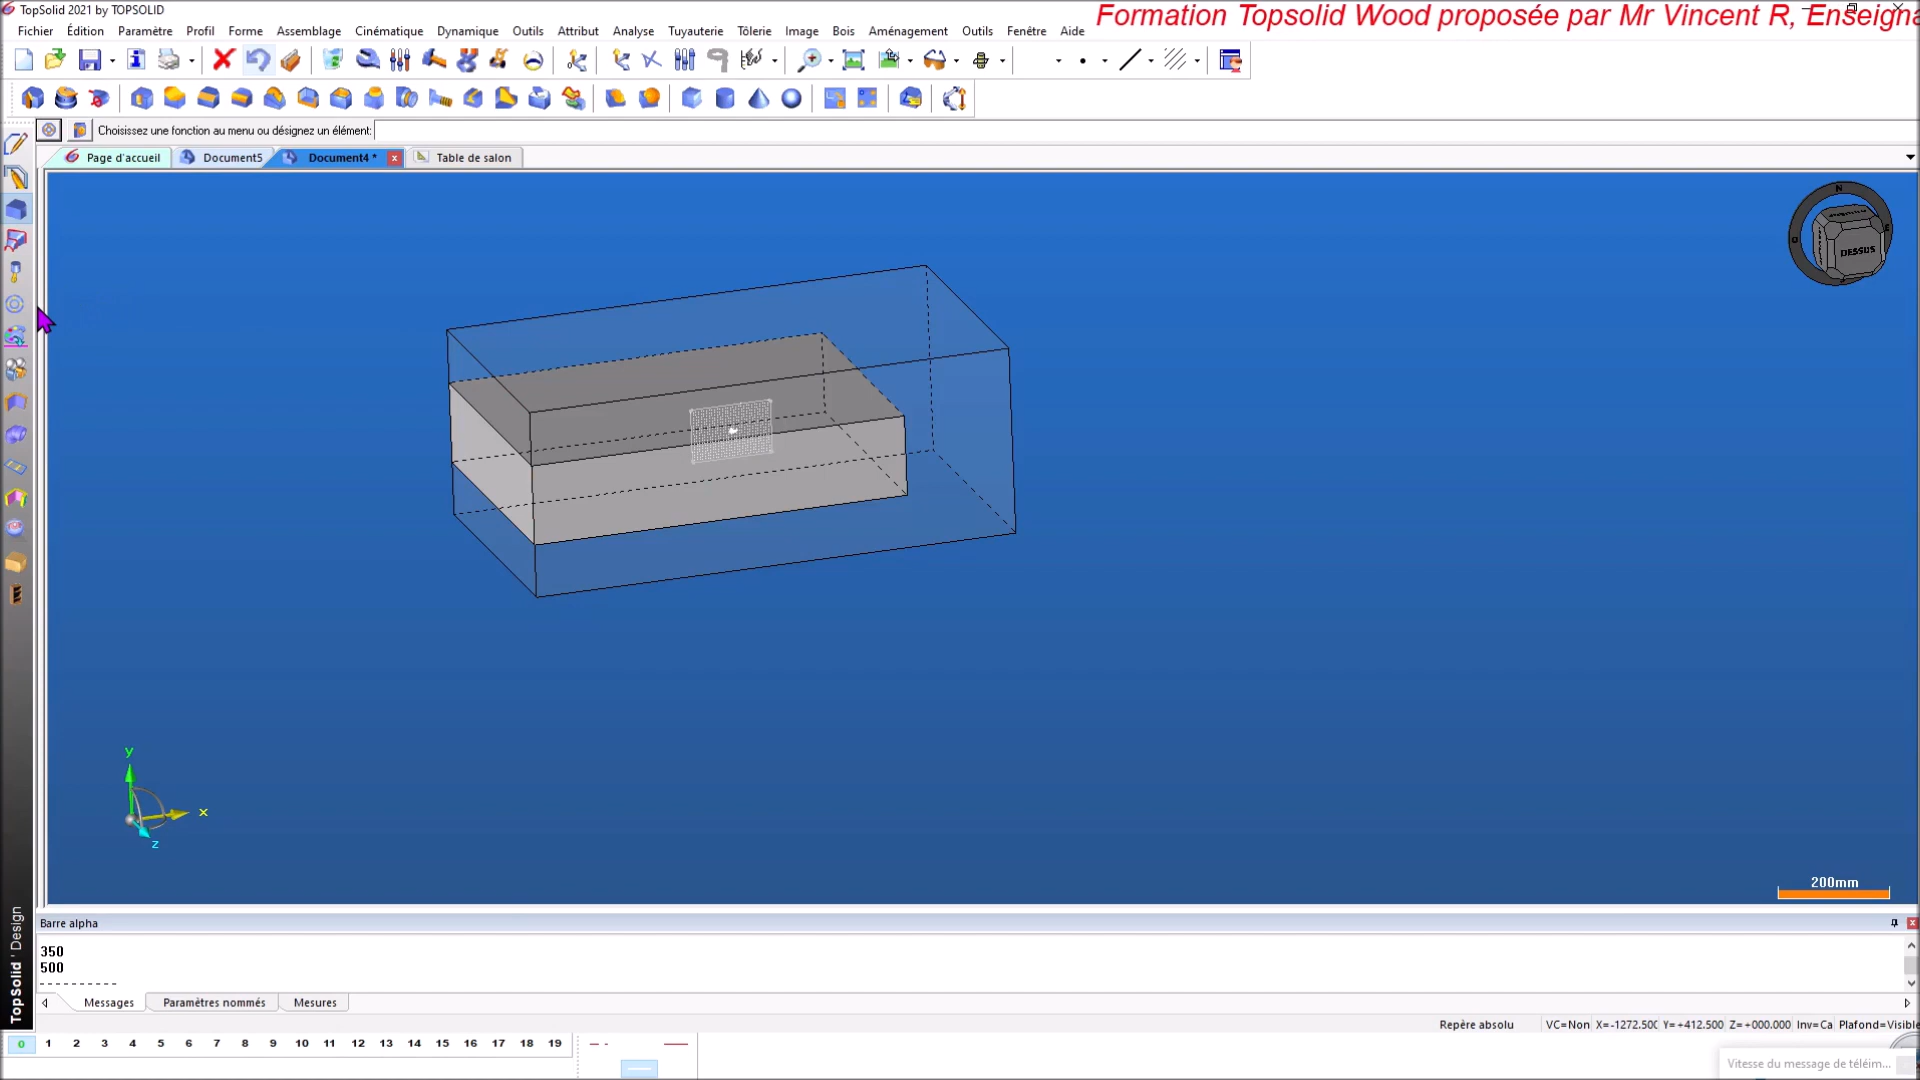 TopSolid 2021 by TOPSOLID
Formation Topsolid Wood proposée par Mr Vincent R, Enseigna
Fichier Édition Paramètre Profil Forme Assemblage Cinématique Dynamique Outils Attribut Analyse Tuyauterie Tôlerie Image Bois Aménagement Outils Fenêtre Aide
Choisissez une fonction au menu ou désignez un élément:
Page d'accueil Document5 Document4 * Table de salon
N
DESSUS
y
x
z
200mm
TopSolid ' Design
Barre alpha
350
500
Messages Paramètres nommés Mesures
Repère absolu VC=Non X=-1272.500 Y=+412.500 Z=+000.000 Inv=Ca Plafond=Visible
0 1 2 3 4 5 6 7 8 9 10 11 12 13 14 15 16 17 18 19
Vitesse du message de téléim...